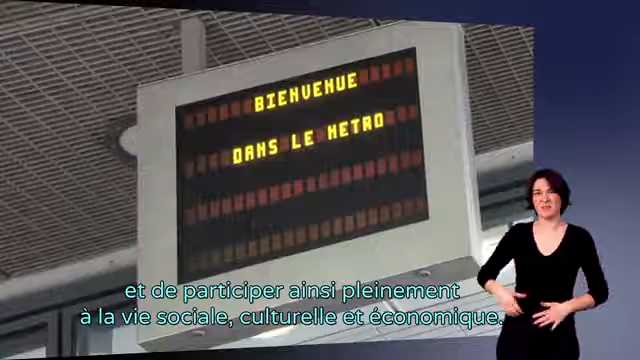 BIENVENUE
DANS LE METRO
et de participer ainsi pleinement
à la vie sociale, culturelle et économique.